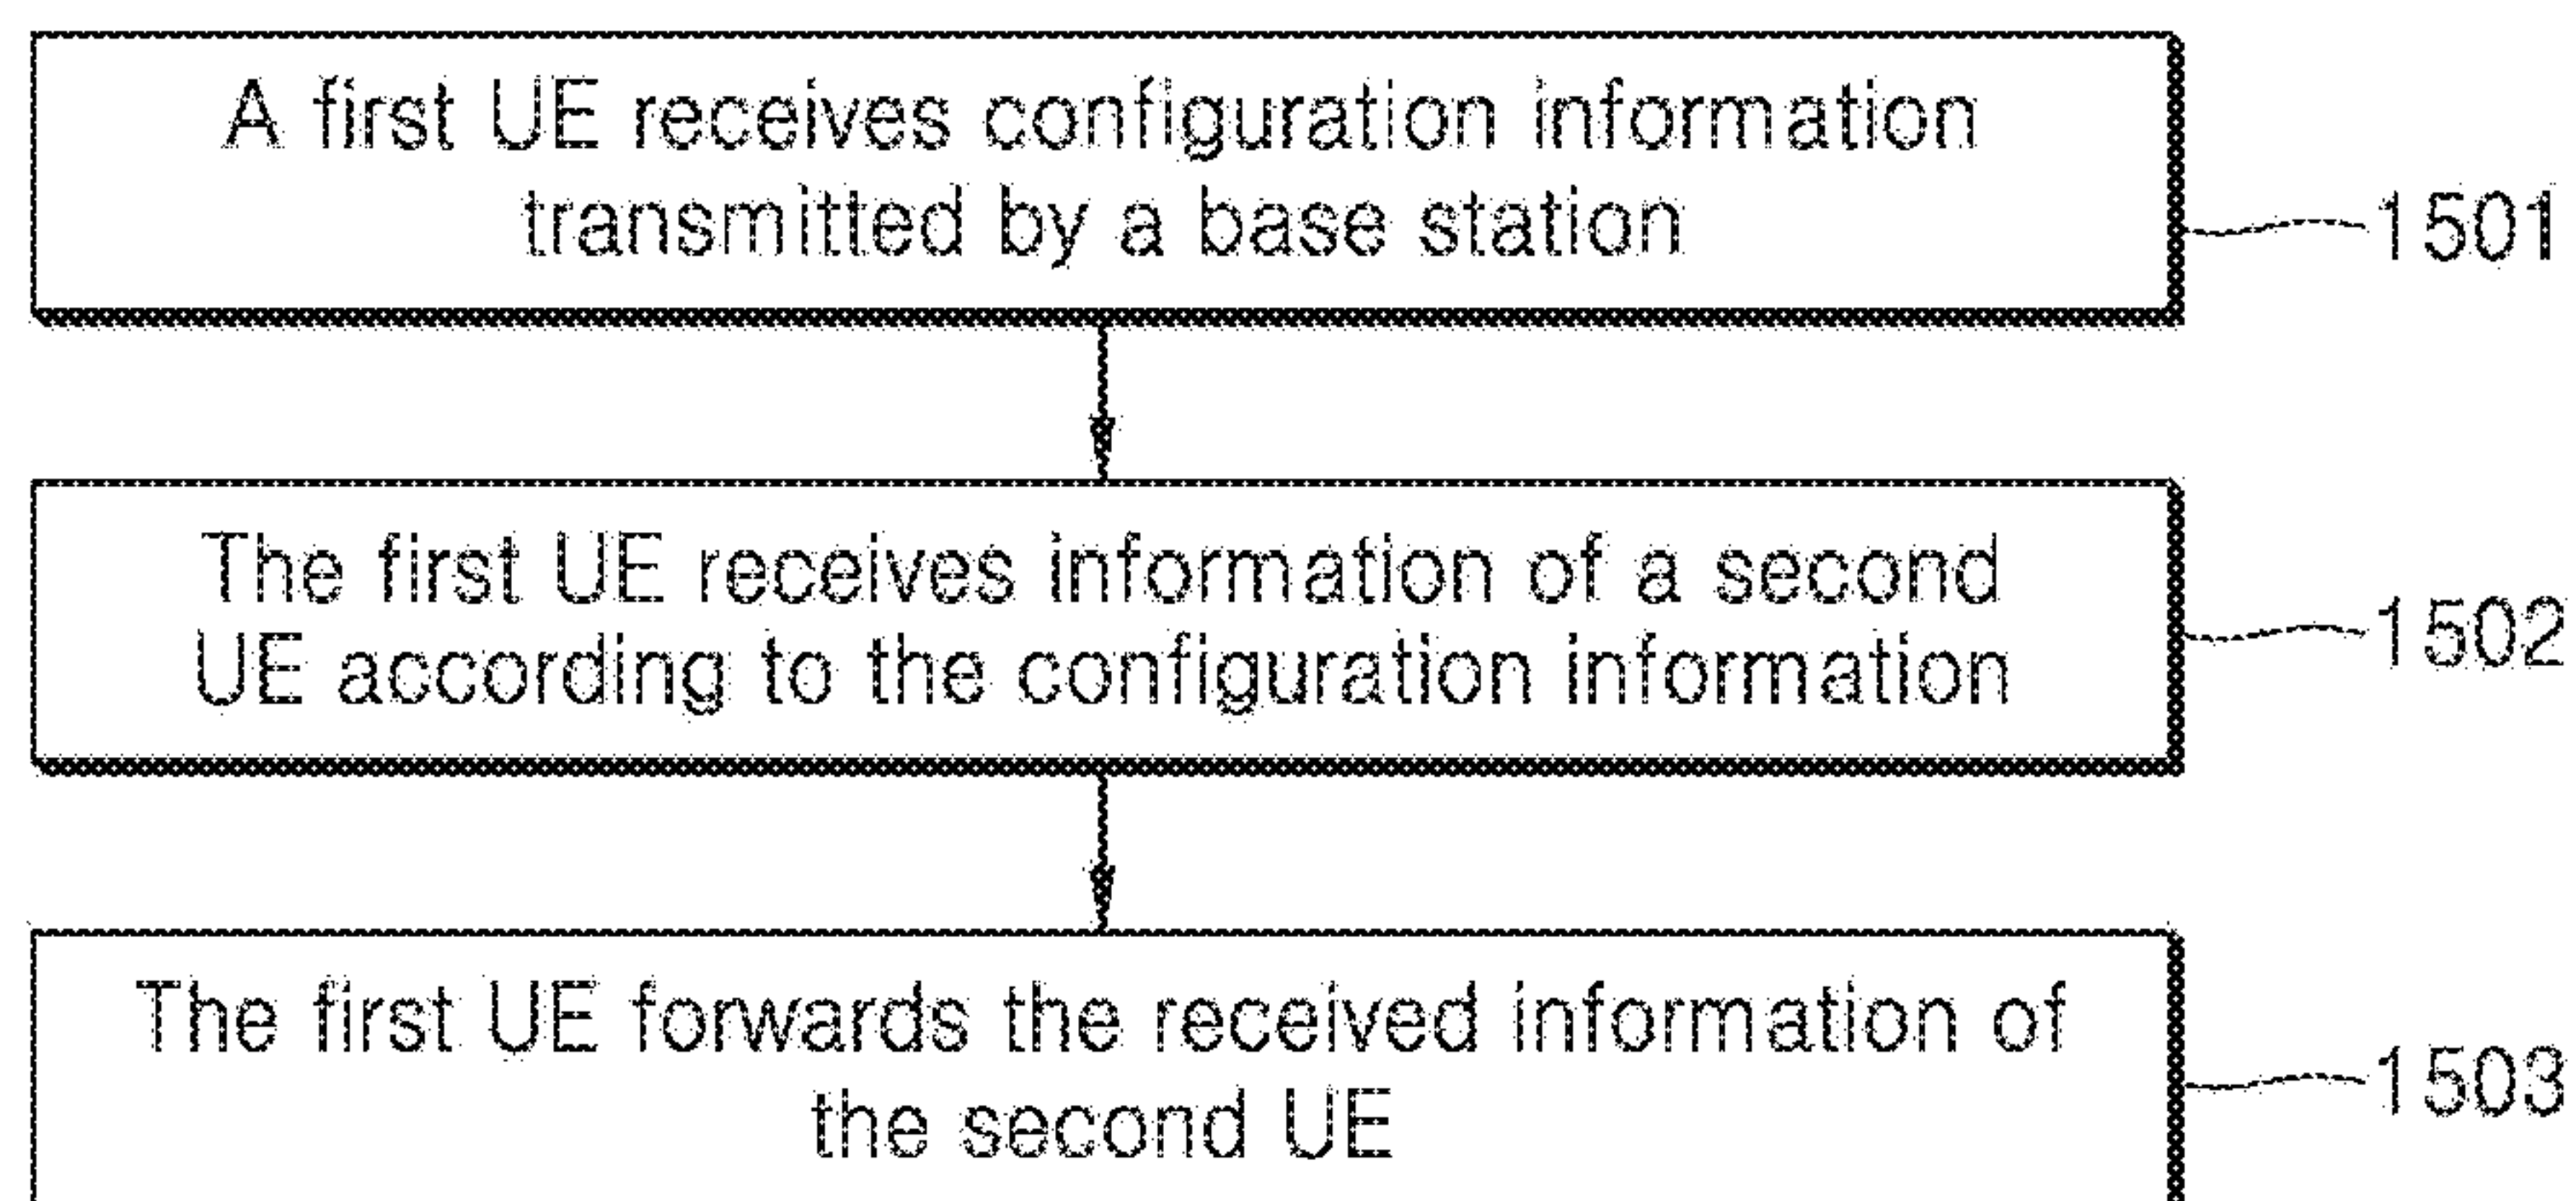 A first UE receives configuration information
transmitted by a base station
1501
The first UE receives information of a second
UE according to the configuration information
1502
The first UE forwards the received information of
the second UE
1503